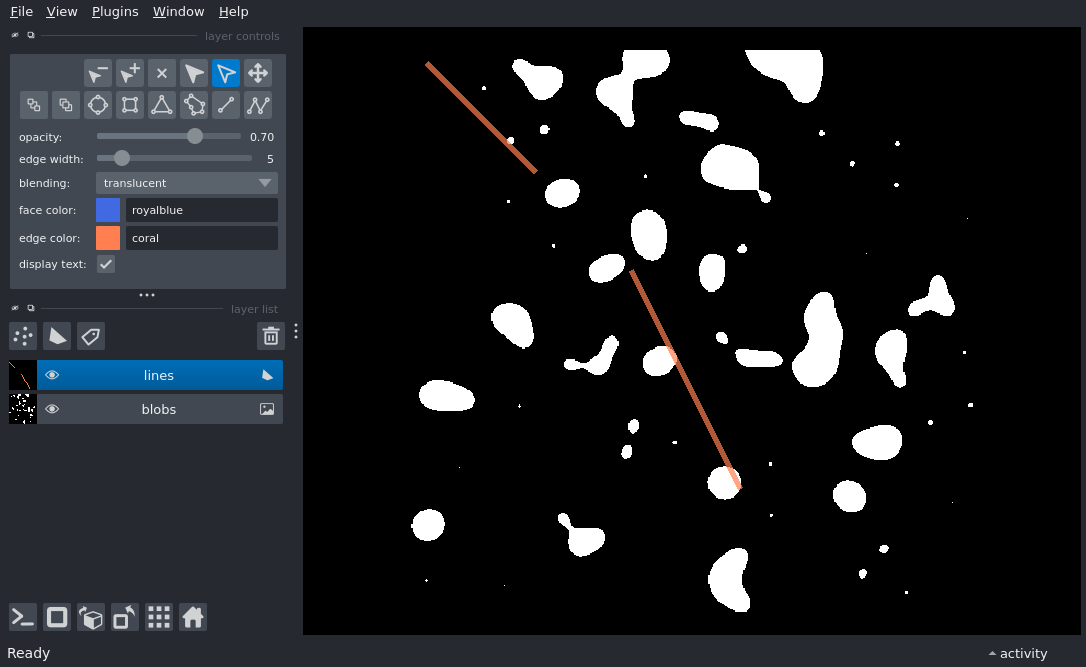 File View Plugins Window Help
layer controls
opacity: 0.70
edge width: 5
blending: translucent
face color: royalblue
edge color: coral
display text:
layer list
lines
blobs
Ready activity